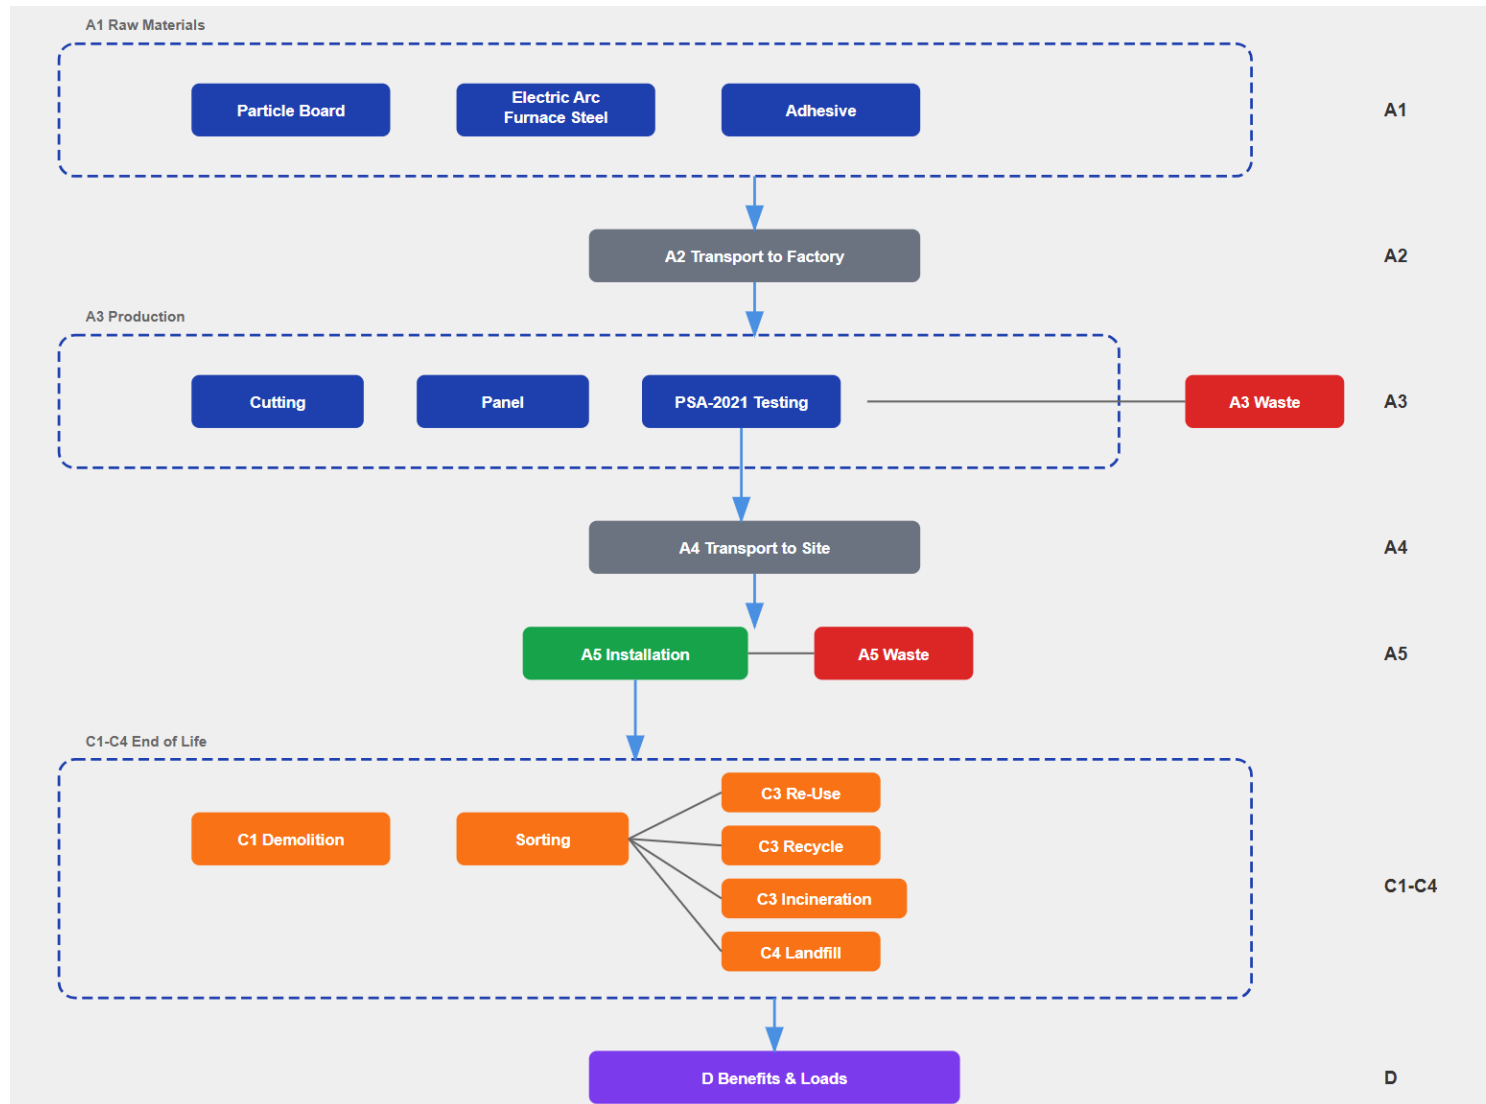 A1 Raw Materials
Particle Board
Electric Arc
Furnace Steel
Adhesive
A1
A2 Transport to Factory
A2
A3 Production
Cutting
Panel
PSA-2021 Testing
A3 Waste
A3
A4 Transport to Site
A4
A5 Installation
A5 Waste
A5
C1-C4 End of Life
C1 Demolition
Sorting
C3 Re-Use
C3 Recycle
C3 Incineration
C4 Landfill
C1-C4
D Benefits & Loads
D